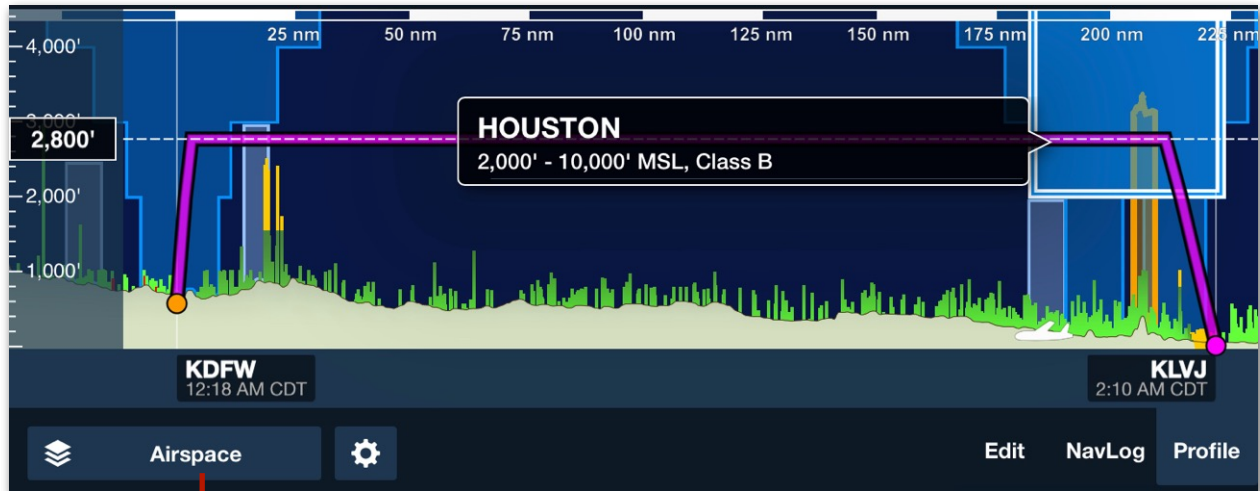 25 nm 50 nm 75 nm 100 nm 125 nm 150 nm 175 nm 200 nm 225 nm
4,000'
3,000'
2,800'
HOUSTON
2,000' - 10,000' MSL, Class B
2,000'
1,000'
KDFW
12:18 AM CDT
KLVJ
2:10 AM CDT
Airspace
Edit
NavLog
Profile